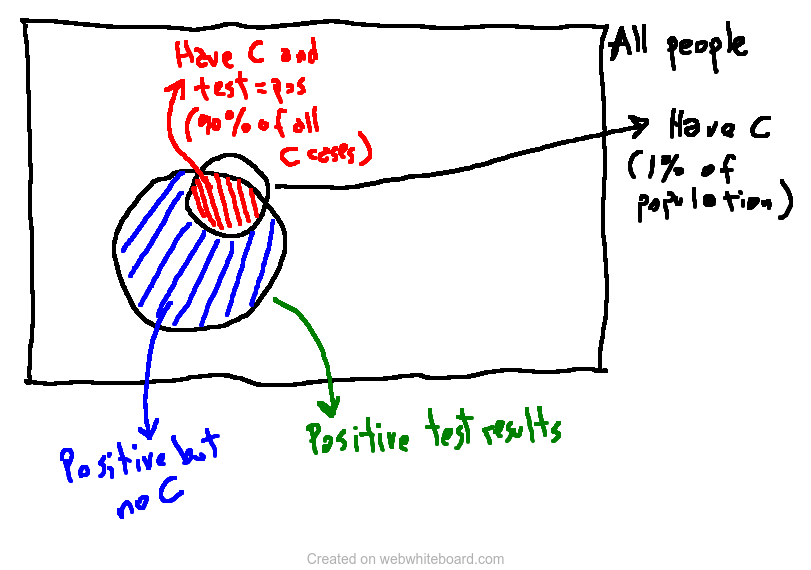 All people
Have C and
test=pos
(90% of all
C cases)
Have C
(1% of
population)
Positive test results
Positive but
no C
Created on webwhiteboard.com